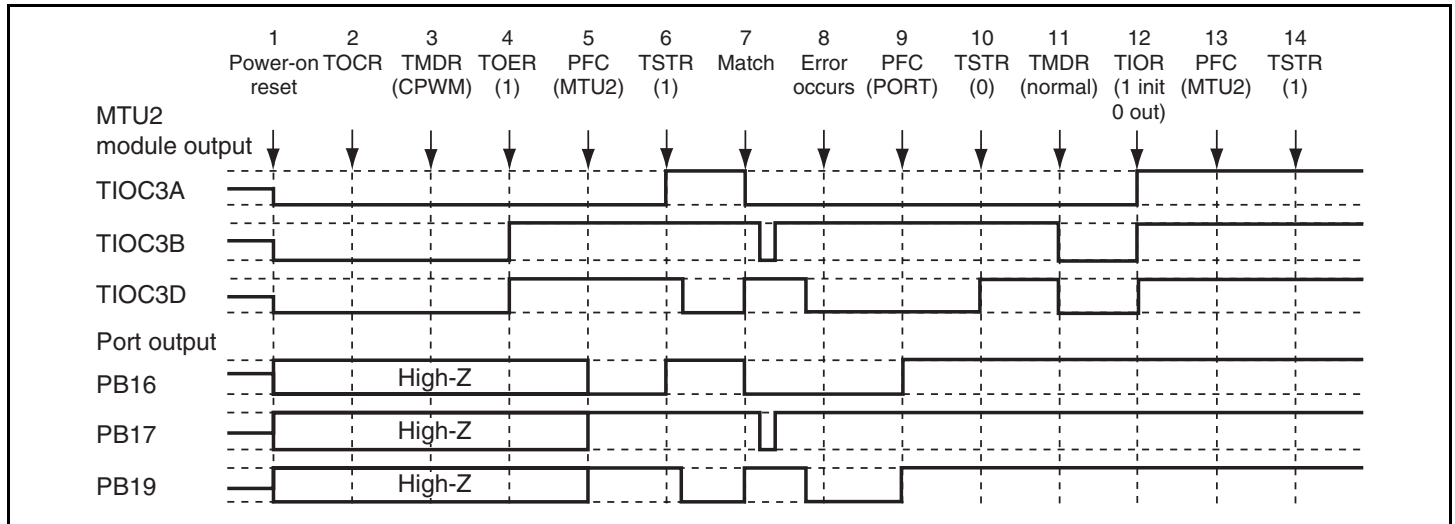 1 2 3 4 5 6 7 8 9 10 11 12 13 14
Power-on TOCR TMDR TOER PFC TSTR Match Error PFC TSTR TMDR TIOR PFC TSTR
reset (CPWM) (1) (MTU2) (1) occurs (PORT) (0) (normal) (1 init (MTU2) (1)
0 out)
MTU2
module output
TIOC3A
TIOC3B
TIOC3D
Port output
PB16 High-Z
PB17 High-Z
PB19 High-Z